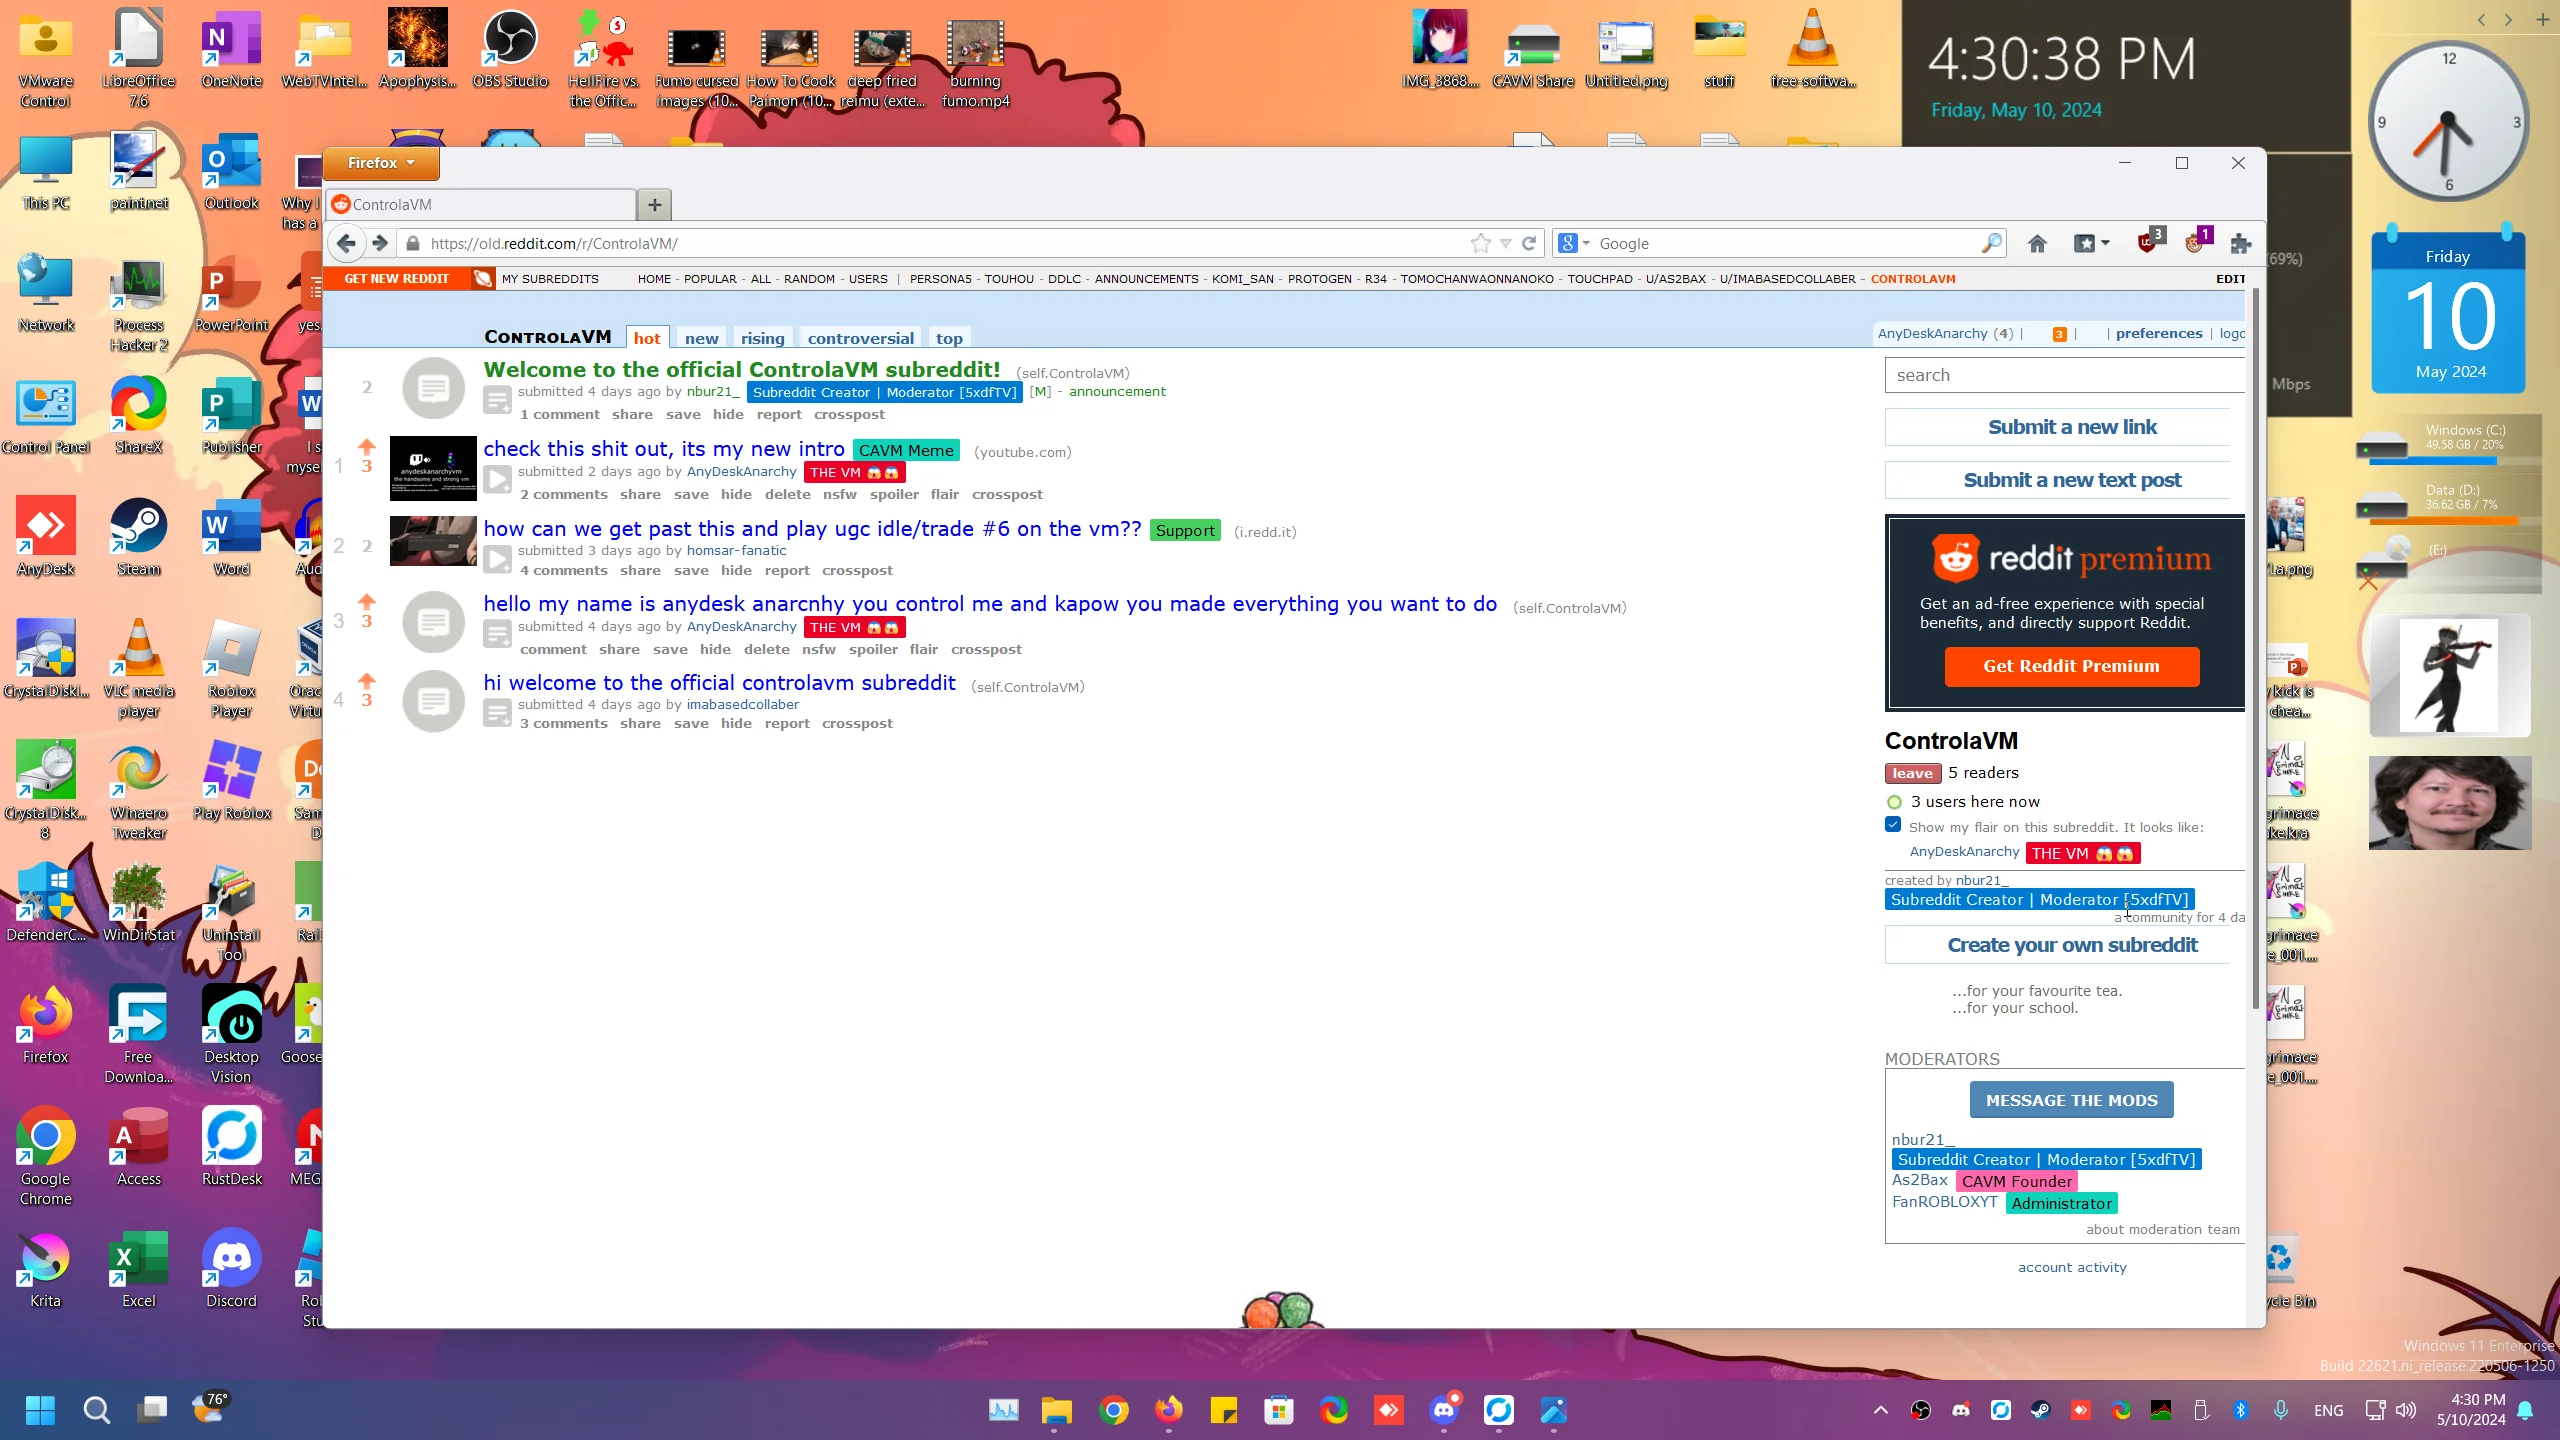 VMware Control
LibreOffice 7.6
OneNote
WebTVIntel...
Apophysis...
OBS Studio
HellFire vs. the Offic...
Fumo cursed images (10...
How To Cook Paimon (10...
deep fried reimu (exte...
burning fumo.mp4
IMG_3868....
CAVM Share
Untitled.png
stuff
free-softwa...
4:30:38 PM
Friday, May 10, 2024
12
3
6
9
This PC
paint.net
Outlook
Why I has a
Network
Process Hacker 2
PowerPoint
yes.
Control Panel
ShareX
Publisher
I s
myse
AnyDesk
Steam
Word
Aud
CrystalDiskI...
VLC media player
Roblox Player
Orac
Virtu
CrystalDisk... 8
Winaero Tweaker
Play Roblox
Sam
D
DefenderC...
WinDirStat
Uninstall Tool
Rai
Firefox
Free Downloa...
Desktop Vision
Goose
Google Chrome
Access
RustDesk
MEG
Krita
Excel
Discord
Rol
Stu
Firefox
ControlaVM
https://old.reddit.com/r/ControlaVM/
Google
3
1
GET NEW REDDIT
MY SUBREDDITS
HOME - POPULAR - ALL - RANDOM - USERS | PERSONA5 - TOUHOU - DDLC - ANNOUNCEMENTS - KOMI_SAN - PROTOGEN - R34 - TOMOCHANWAONNANOKO - TOUCHPAD - U/AS2BAX - U/IMABASEDCOLLABER - CONTROLAVM
EDIT
CONTROLAVM hot new rising controversial top
AnyDeskAnarchy (4) | 3 | | preferences | logo
2
Welcome to the official ControlaVM subreddit! (self.ControlaVM)
submitted 4 days ago by nbur21_ Subreddit Creator | Moderator [5xdfTV] [M] - announcement
1 comment share save hide report crosspost
1
3
anydeskanarchyvm
the handsome and strong vm
check this shit out, its my new intro CAVM Meme (youtube.com)
submitted 2 days ago by AnyDeskAnarchy THE VM 😱😱
2 comments share save hide delete nsfw spoiler flair crosspost
2
2
how can we get past this and play ugc idle/trade #6 on the vm?? Support (i.redd.it)
submitted 3 days ago by homsar-fanatic
4 comments share save hide report crosspost
3
3
hello my name is anydesk anarcnhy you control me and kapow you made everything you want to do (self.ControlaVM)
submitted 4 days ago by AnyDeskAnarchy THE VM 😱😱
comment share save hide delete nsfw spoiler flair crosspost
4
3
hi welcome to the official controlavm subreddit (self.ControlaVM)
submitted 4 days ago by imabasedcollaber
3 comments share save hide report crosspost
search
Submit a new link
Submit a new text post
reddit premium
Get an ad-free experience with special
benefits, and directly support Reddit.
Get Reddit Premium
ControlaVM
leave 5 readers
3 users here now
Show my flair on this subreddit. It looks like:
AnyDeskAnarchy THE VM 😱😱
created by nbur21_
Subreddit Creator | Moderator [5xdfTV]
a community for 4 da
Create your own subreddit
...for your favourite tea.
...for your school.
MODERATORS
MESSAGE THE MODS
nbur21_
Subreddit Creator | Moderator [5xdfTV]
As2Bax CAVM Founder
FanROBLOXYT Administrator
about moderation team
account activity
(69%)
Mbps
Friday
10
May 2024
Windows (C:)
49.58 GB / 20%
Data (D:)
36.62 GB / 7%
(E:)
La.png
kick is
chea...
grimace
ke.kra
grimace
e_001....
grimace
e_001....
ycle Bin
Windows 11 Enterprise
Build 22621.ni_release.220506-1250
76°
ENG
4:30 PM
5/10/2024